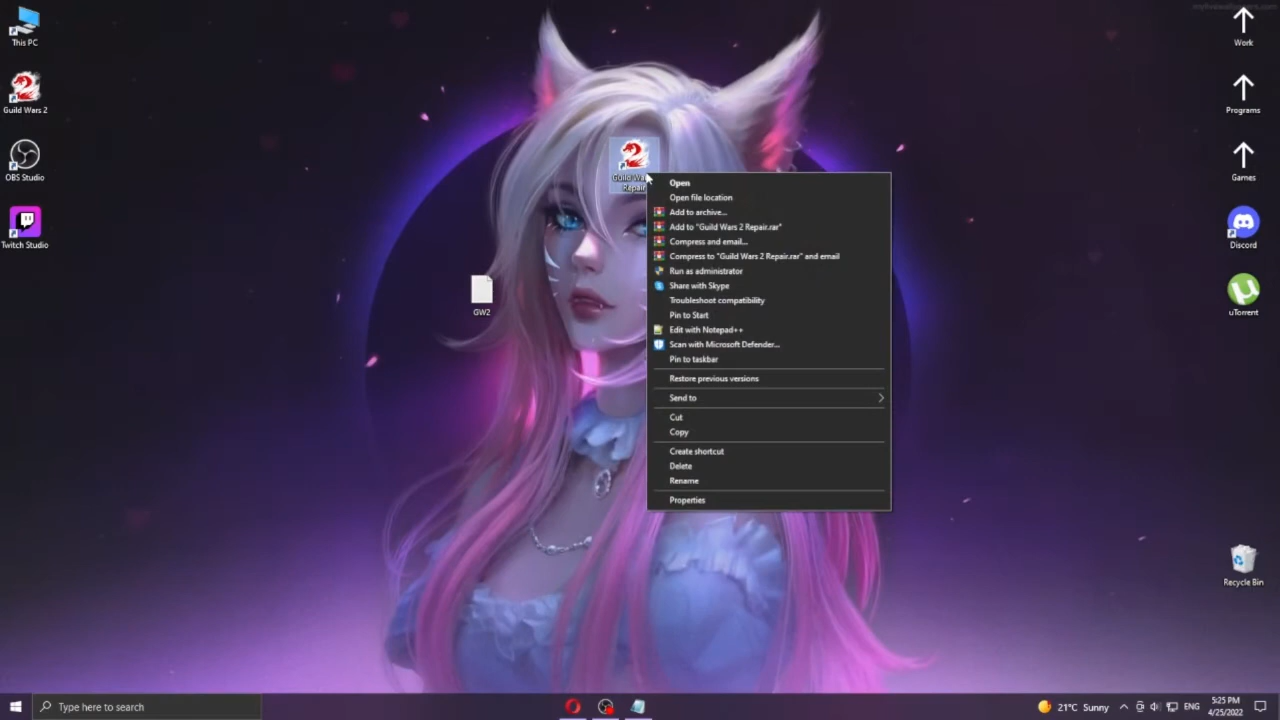 This PC
Guild Wars 2
OBS Studio
Twitch Studio
GW2
Repair
Open
Open file location
Add to archive...
Add to "Guild Wars 2 Repair.rar"
Compress and email...
Compress to "Guild Wars 2 Repair.rar" and email
Run as administrator
Share with Skype
Troubleshoot compatibility
Pin to Start
Edit with Notepad++
Scan with Microsoft Defender...
Pin to taskbar
Restore previous versions
Send to
Cut
Copy
Create shortcut
Delete
Rename
Properties
Work
Programs
Games
Discord
uTorrent
Recycle Bin
Type here to search
21°C Sunny
ENG
5:25 PM
4/25/2022